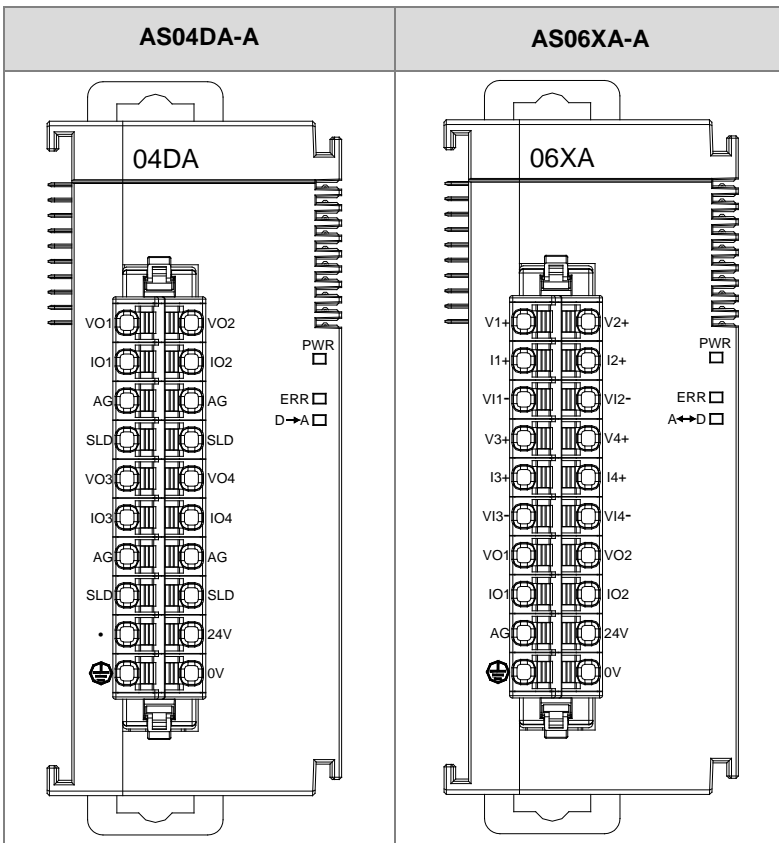 AS04DA-A
AS06XA-A
04DA
VO1 VO2
IO1 IO2
AG AG
SLD SLD
VO3 VO4
IO3 IO4
AG AG
SLD SLD
• 24V
0V
PWR
ERR
D→A
06XA
V1+ V2+
I1+ I2+
VI1- VI2-
V3+ V4+
I3+ I4+
VI3- VI4-
VO1 VO2
IO1 IO2
AG 24V
0V
PWR
ERR
A↔D